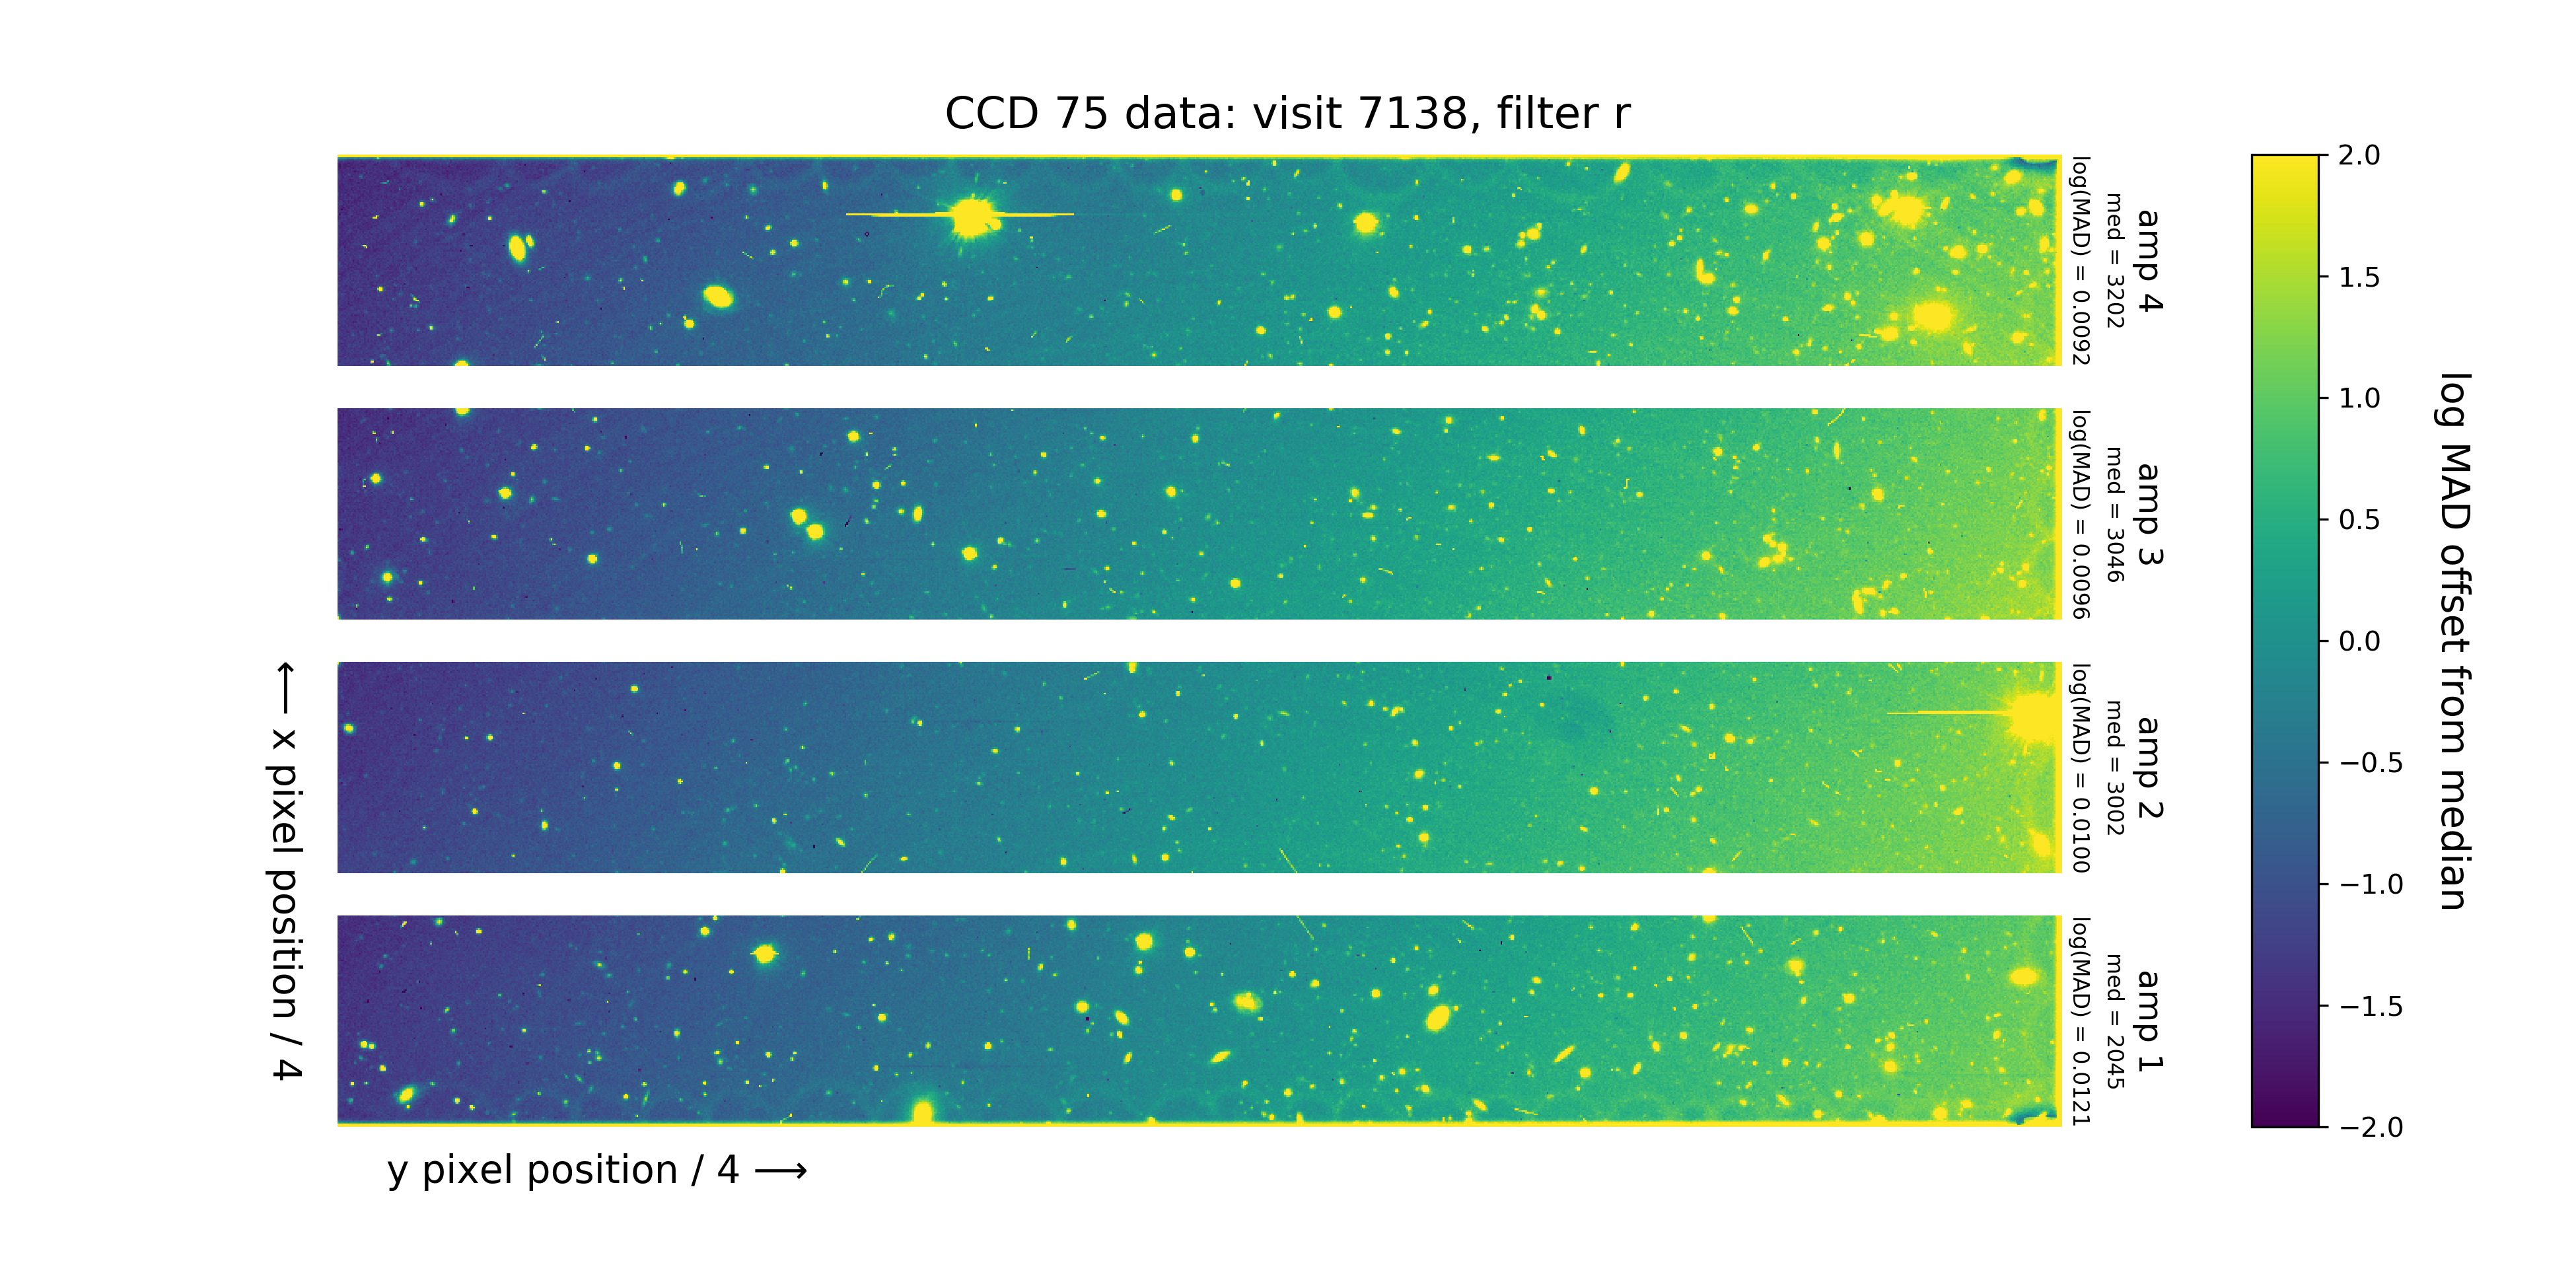 CCD 75 data: visit 7138, filter r
amp 4
med = 3202
log(MAD) = 0.0092
amp 3
med = 3046
log(MAD) = 0.0096
amp 2
med = 3002
log(MAD) = 0.0100
amp 1
med = 2045
log(MAD) = 0.0121
⟵ x pixel position / 4
y pixel position / 4 ⟶
2.0
1.5
1.0
0.5
0.0
−0.5
−1.0
−1.5
−2.0
log MAD offset from median